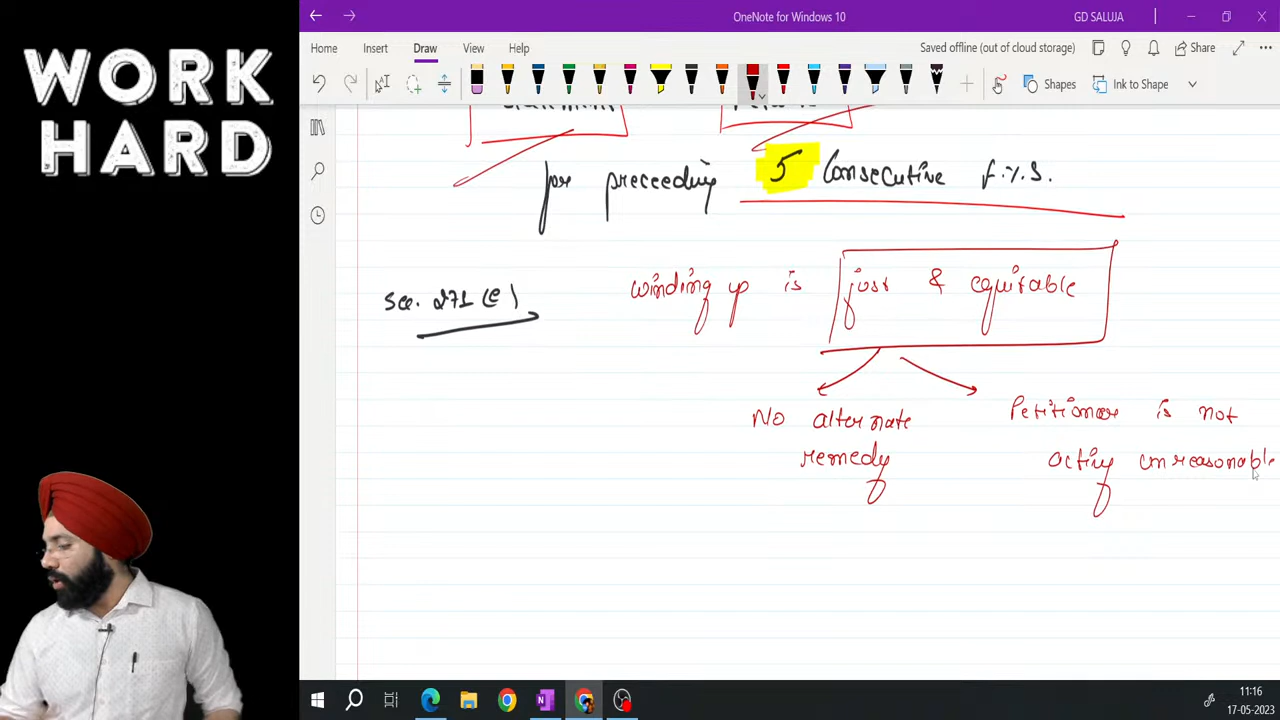 WORK
HARD
OneNote for Windows 10
GD SALUJA
Home Insert Draw View Help
Saved offline (out of cloud storage)
Share
Shapes
Ink to Shape
for preceeding 5 Consecutive f.y.s.
Sec. 271 (e)
winding up is just & equitable
No alternate
remedy
Petitioner is not
acting unreasonable
11:16
17-05-2023